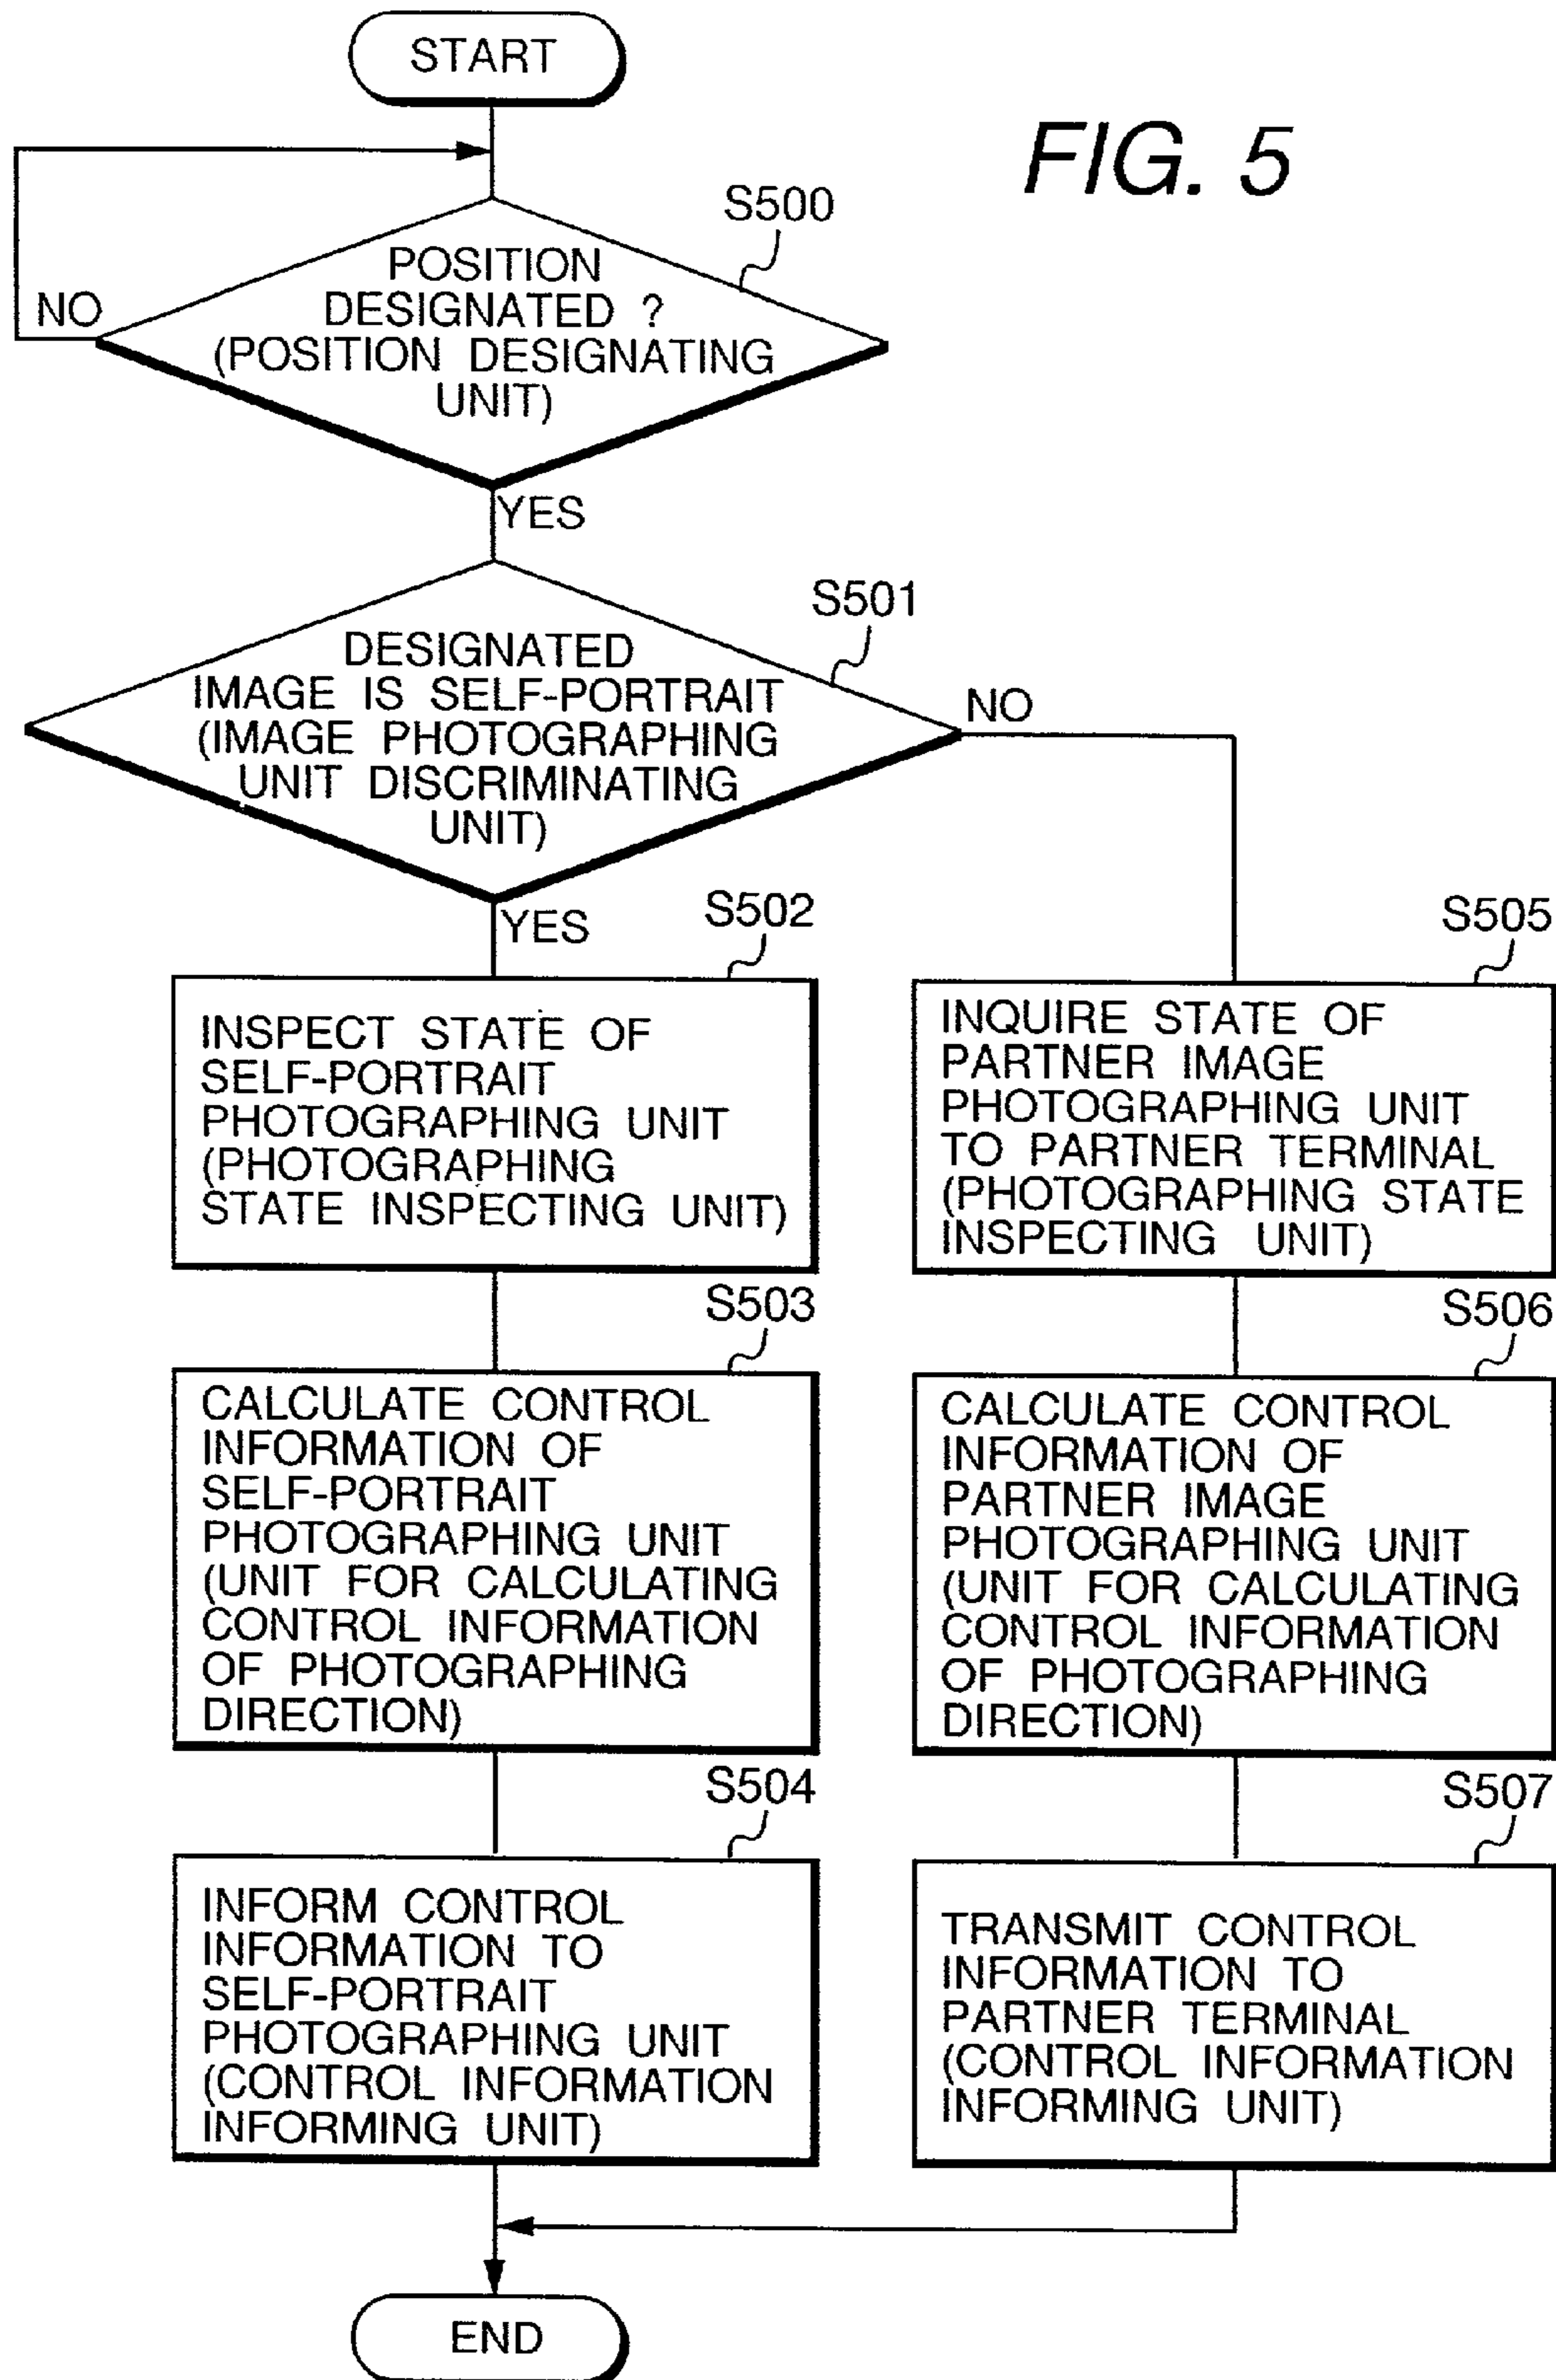 START
FIG. 5
S500
POSITION
DESIGNATED ?
(POSITION DESIGNATING
UNIT)
NO
YES
S501
DESIGNATED
IMAGE IS SELF-PORTRAIT
(IMAGE PHOTOGRAPHING
UNIT DISCRIMINATING
UNIT)
NO
YES
S502
INSPECT STATE OF
SELF-PORTRAIT
PHOTOGRAPHING UNIT
(PHOTOGRAPHING
STATE INSPECTING UNIT)
S503
CALCULATE CONTROL
INFORMATION OF
SELF-PORTRAIT
PHOTOGRAPHING UNIT
(UNIT FOR CALCULATING
CONTROL INFORMATION
OF PHOTOGRAPHING
DIRECTION)
S504
INFORM CONTROL
INFORMATION TO
SELF-PORTRAIT
PHOTOGRAPHING UNIT
(CONTROL INFORMATION
INFORMING UNIT)
S505
INQUIRE STATE OF
PARTNER IMAGE
PHOTOGRAPHING UNIT
TO PARTNER TERMINAL
(PHOTOGRAPHING STATE
INSPECTING UNIT)
S506
CALCULATE CONTROL
INFORMATION OF
PARTNER IMAGE
PHOTOGRAPHING UNIT
(UNIT FOR CALCULATING
CONTROL INFORMATION
OF PHOTOGRAPHING
DIRECTION)
S507
TRANSMIT CONTROL
INFORMATION TO
PARTNER TERMINAL
(CONTROL INFORMATION
INFORMING UNIT)
END